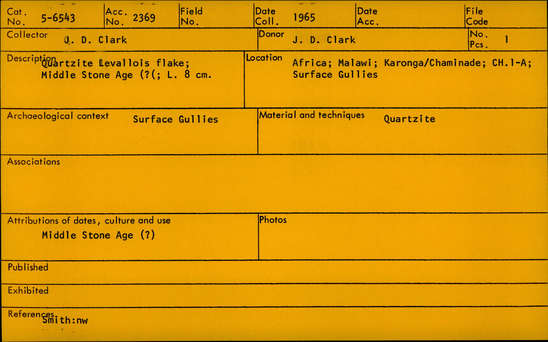 Cat. No. 5-6543 Acc. No. 2369 Field No. Date Coll. 1965 Date Acc. File Code
Collector J. D. Clark Donor J. D. Clark No. Pcs. 1
Description Quartzite Levallois flake; Middle Stone Age (?(; L. 8 cm.
Location Africa; Malawi; Karonga/Chaminade; CH.1-A; Surface Gullies
Archaeological context Surface Gullies Material and techniques Quartzite
Associations
Attributions of dates, culture and use Photos
Middle Stone Age (?)
Published
Exhibited
References Smith:nw